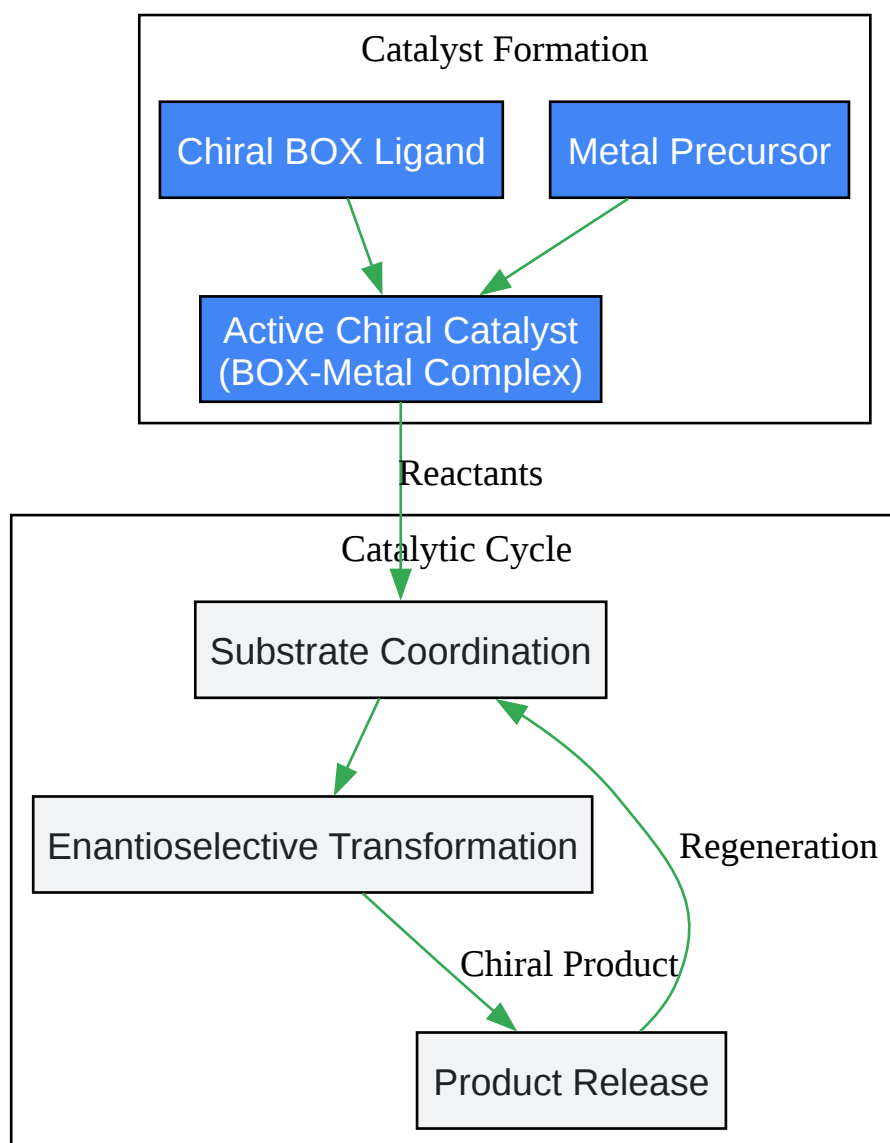 Catalyst Formation
Chiral BOX Ligand
Metal Precursor
Active Chiral Catalyst
(BOX-Metal Complex)
Reactants
Catalytic Cycle
Substrate Coordination
Enantioselective Transformation
Regeneration
Chiral Product
Product Release